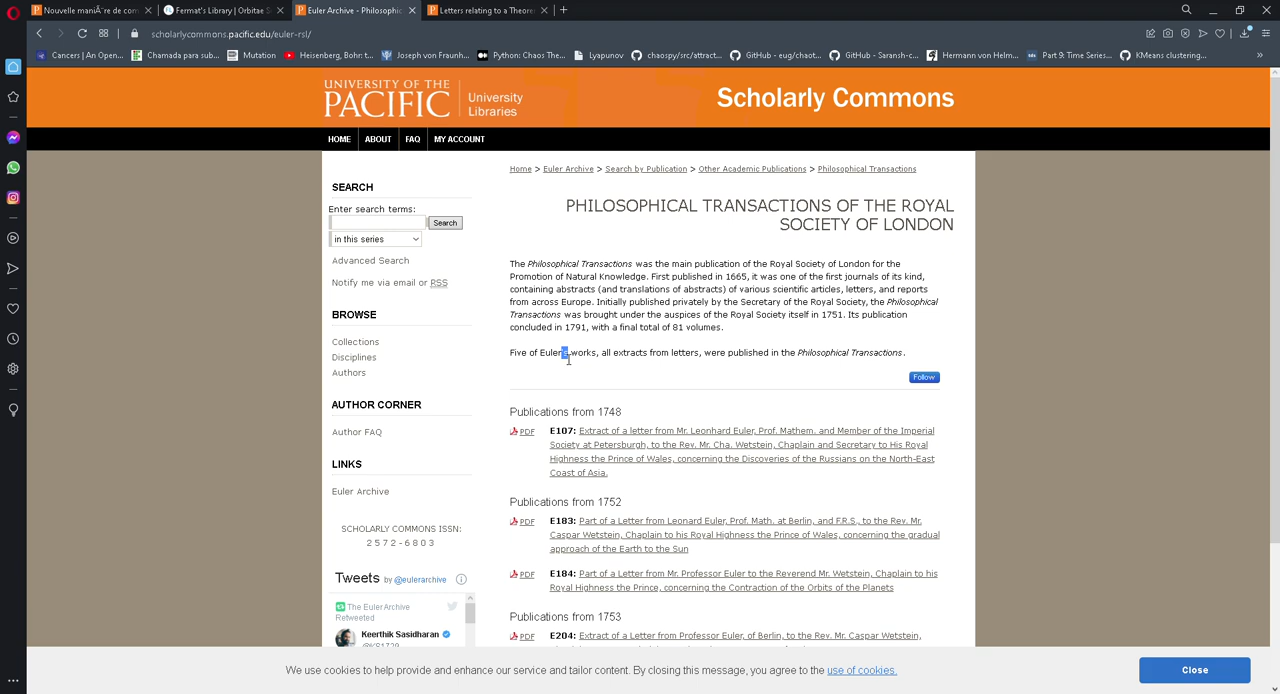 Nouvelle maniÃ¨re de com
Fermat's Library | Orbitae S
Euler Archive - Philosophic
Letters relating to a Theore
scholarlycommons.pacific.edu/euler-rsl/
Cancers | An Open...
Chamada para sub...
Mutation
Heisenberg, Bohr: t...
Joseph von Fraunh...
Python: Chaos The...
Lyapunov
chaospy/src/attract...
GitHub - eug/chaot...
GitHub - Saransh-c...
Hermann von Helm...
Part 9: Time Series...
KMeans clustering...
UNIVERSITY OF THE
PACIFIC
University
Libraries
Scholarly Commons
HOME
ABOUT
FAQ
MY ACCOUNT
Home > Euler Archive > Search by Publication > Other Academic Publications > Philosophical Transactions
SEARCH
Enter search terms:
Search
in this series
Advanced Search
Notify me via email or RSS
BROWSE
Collections
Disciplines
Authors
AUTHOR CORNER
Author FAQ
LINKS
Euler Archive
SCHOLARLY COMMONS ISSN:
2572-6803
Tweets by @eulerarchive
The Euler Archive
Retweeted
Keerthik Sasidharan
PHILOSOPHICAL TRANSACTIONS OF THE ROYAL
SOCIETY OF LONDON
The Philosophical Transactions was the main publication of the Royal Society of London for the
Promotion of Natural Knowledge. First published in 1665, it was one of the first journals of its kind,
containing abstracts (and translations of abstracts) of various scientific articles, letters, and reports
from across Europe. Initially published privately by the Secretary of the Royal Society, the Philosophical
Transactions was brought under the auspices of the Royal Society itself in 1751. Its publication
concluded in 1791, with a final total of 81 volumes.
Five of Euler's works, all extracts from letters, were published in the Philosophical Transactions.
Follow
Publications from 1748
PDF E107: Extract of a letter from Mr. Leonhard Euler, Prof. Mathem. and Member of the Imperial
Society at Petersburgh, to the Rev. Mr. Cha. Wetstein, Chaplain and Secretary to His Royal
Highness the Prince of Wales, concerning the Discoveries of the Russians on the North-East
Coast of Asia.
Publications from 1752
PDF E183: Part of a Letter from Leonard Euler, Prof. Math. at Berlin, and F.R.S., to the Rev. Mr.
Caspar Wetstein, Chaplain to his Royal Highness the Prince of Wales, concerning the gradual
approach of the Earth to the Sun
PDF E184: Part of a Letter from Mr. Professor Euler to the Reverend Mr. Wetstein, Chaplain to his
Royal Highness the Prince, concerning the Contraction of the Orbits of the Planets
Publications from 1753
PDF E204: Extract of a Letter from Professor Euler, of Berlin, to the Rev. Mr. Caspar Wetstein,
We use cookies to help provide and enhance our service and tailor content. By closing this message, you agree to the use of cookies.
Close